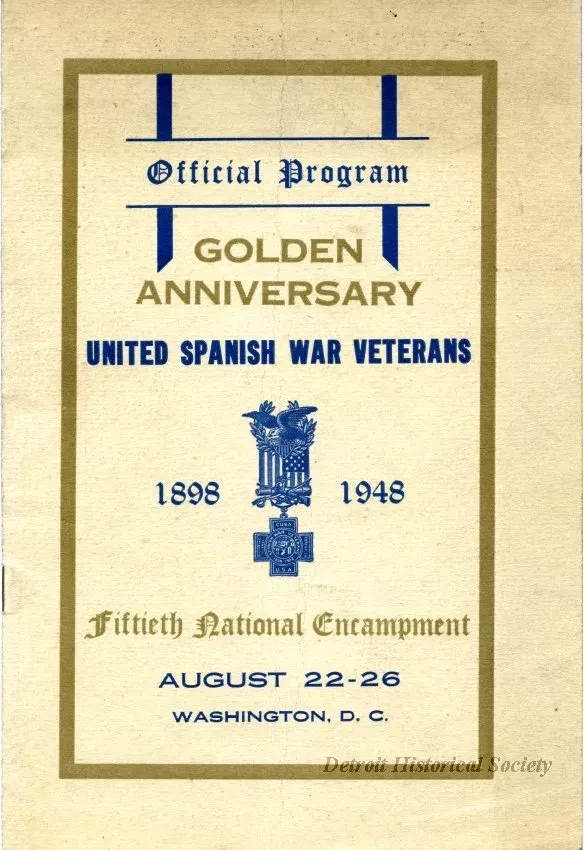 Official Program
GOLDEN
ANNIVERSARY
UNITED SPANISH WAR VETERANS
1898 1948
CUBA
U.S.A.
Fiftieth National Encampment
AUGUST 22-26
WASHINGTON, D. C.
Detroit Historical Society